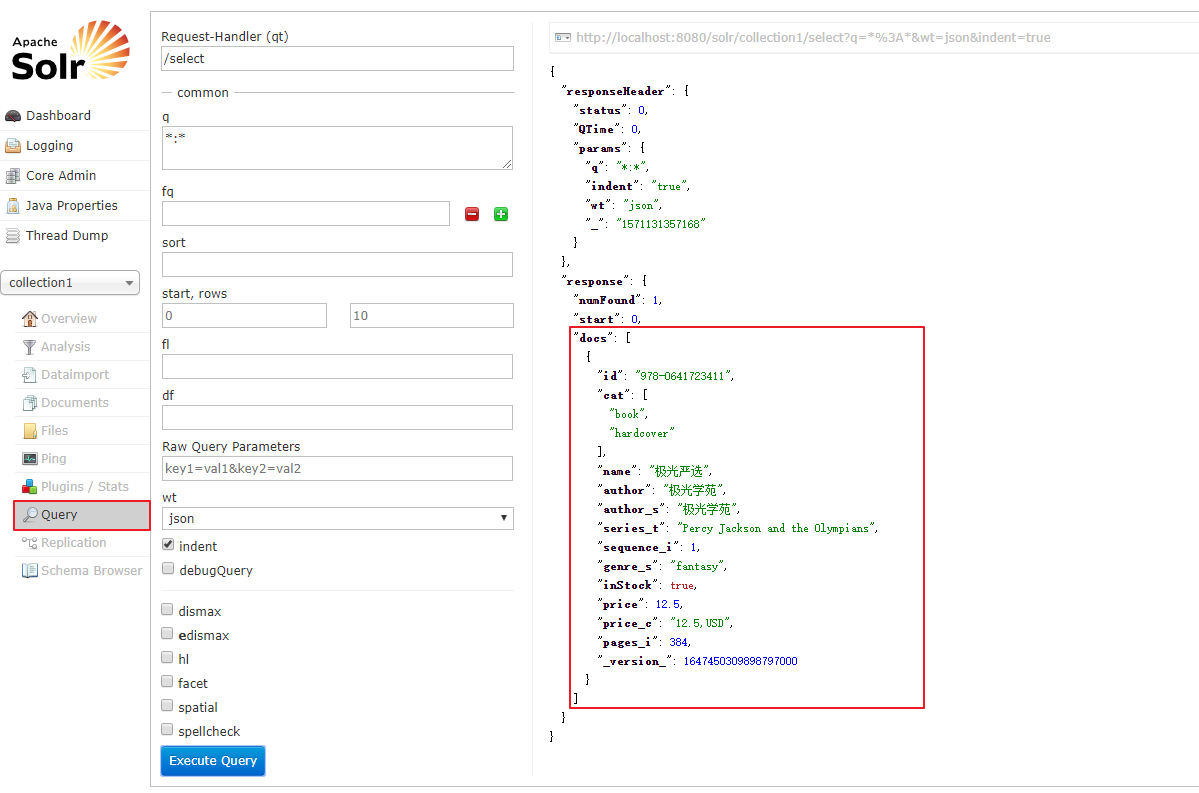 Apache
Solr
Dashboard
Logging
Core Admin
Java Properties
Thread Dump
collection1
Overview
Analysis
Dataimport
Documents
Files
Ping
Plugins / Stats
Query
Replication
Schema Browser
Request-Handler (qt)
/select
common
q
*:*
fq
sort
start, rows
0
10
fl
df
Raw Query Parameters
key1=val1&key2=val2
wt
json
indent
debugQuery
dismax
edismax
hl
facet
spatial
spellcheck
Execute Query
http://localhost:8080/solr/collection1/select?q=*%3A*&wt=json&indent=true
{
"responseHeader": {
"status": 0,
"QTime": 0,
"params": {
"q": "*:*",
"indent": "true",
"wt": "json",
"_": "1571131357168"
}
},
"response": {
"numFound": 1,
"start": 0,
"docs": [
{
"id": "978-0641723411",
"cat": [
"book",
"hardcover"
],
"name": "极光严选",
"author": "极光学苑",
"author_s": "极光学苑",
"series_t": "Percy Jackson and the Olympians",
"sequence_i": 1,
"genre_s": "fantasy",
"inStock": true,
"price": 12.5,
"price_c": "12.5,USD",
"pages_i": 384,
"_version_": 1647450309898797000
}
]
}
}